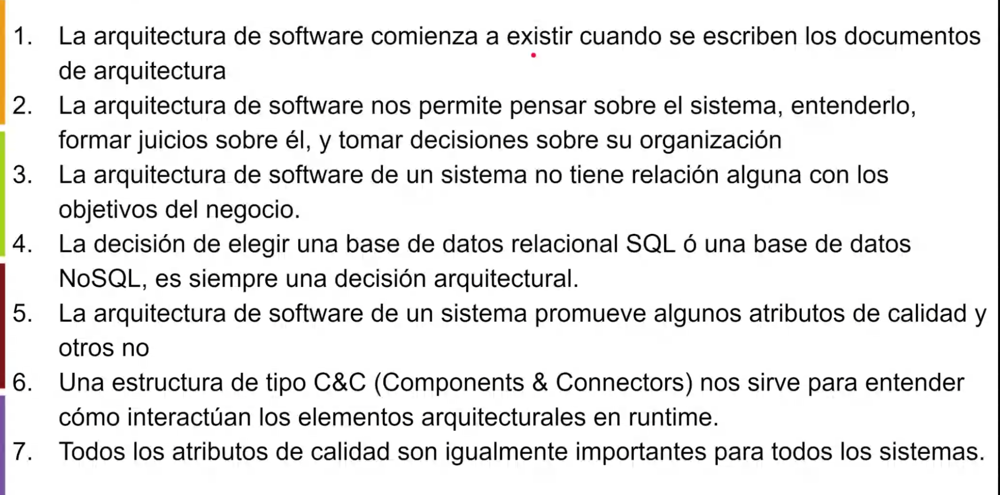 1. La arquitectura de software comienza a existir cuando se escriben los documentos
de arquitectura
2. La arquitectura de software nos permite pensar sobre el sistema, entenderlo,
formar juicios sobre él, y tomar decisiones sobre su organización
3. La arquitectura de software de un sistema no tiene relación alguna con los
objetivos del negocio.
4. La decisión de elegir una base de datos relacional SQL ó una base de datos
NoSQL, es siempre una decisión arquitectural.
5. La arquitectura de software de un sistema promueve algunos atributos de calidad y
otros no
6. Una estructura de tipo C&C (Components & Connectors) nos sirve para entender
cómo interactúan los elementos arquitecturales en runtime.
7. Todos los atributos de calidad son igualmente importantes para todos los sistemas.